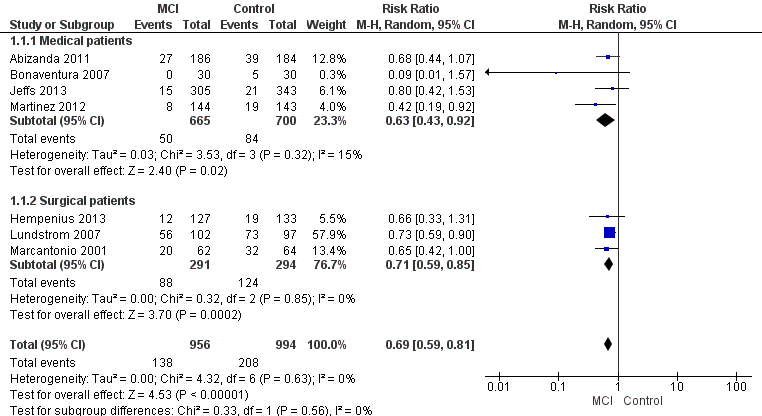 MCI Control Risk Ratio Risk Ratio
Study or Subgroup Events Total Events Total Weight M-H, Random, 95% CI M-H, Random, 95% CI
1.1.1 Medical patients
Abizanda 2011 27 186 39 184 12.8% 0.68 [0.44, 1.07]
Bonaventura 2007 0 30 5 30 0.3% 0.09 [0.01, 1.57]
Jeffs 2013 15 305 21 343 6.1% 0.80 [0.42, 1.53]
Martinez 2012 8 144 19 143 4.0% 0.42 [0.19, 0.92]
Subtotal (95% CI) 665 700 23.3% 0.63 [0.43, 0.92]
Total events 50 84
Heterogeneity: Tau² = 0.03; Chi² = 3.53, df = 3 (P = 0.32); I² = 15%
Test for overall effect: Z = 2.40 (P = 0.02)
1.1.2 Surgical patients
Hempenius 2013 12 127 19 133 5.5% 0.66 [0.33, 1.31]
Lundstrom 2007 56 102 73 97 57.9% 0.73 [0.59, 0.90]
Marcantonio 2001 20 62 32 64 13.4% 0.65 [0.42, 1.00]
Subtotal (95% CI) 291 294 76.7% 0.71 [0.59, 0.85]
Total events 88 124
Heterogeneity: Tau² = 0.00; Chi² = 0.32, df = 2 (P = 0.85); I² = 0%
Test for overall effect: Z = 3.70 (P = 0.0002)
Total (95% CI) 956 994 100.0% 0.69 [0.59, 0.81]
Total events 138 208
Heterogeneity: Tau² = 0.00; Chi² = 4.32, df = 6 (P = 0.63); I² = 0%
Test for overall effect: Z = 4.53 (P < 0.00001)
Test for subgroup differences: Chi² = 0.33, df = 1 (P = 0.56), I² = 0%
0.01 0.1 1 10 100
MCI Control